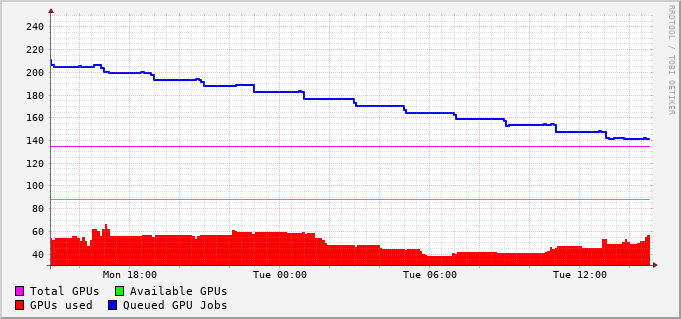 240
220
200
180
160
140
120
100
80
60
40
Mon 18:00 Tue 00:00 Tue 06:00 Tue 12:00
Total GPUs Available GPUs
GPUs used Queued GPU Jobs
RRDTOOL / TOBI OETIKER